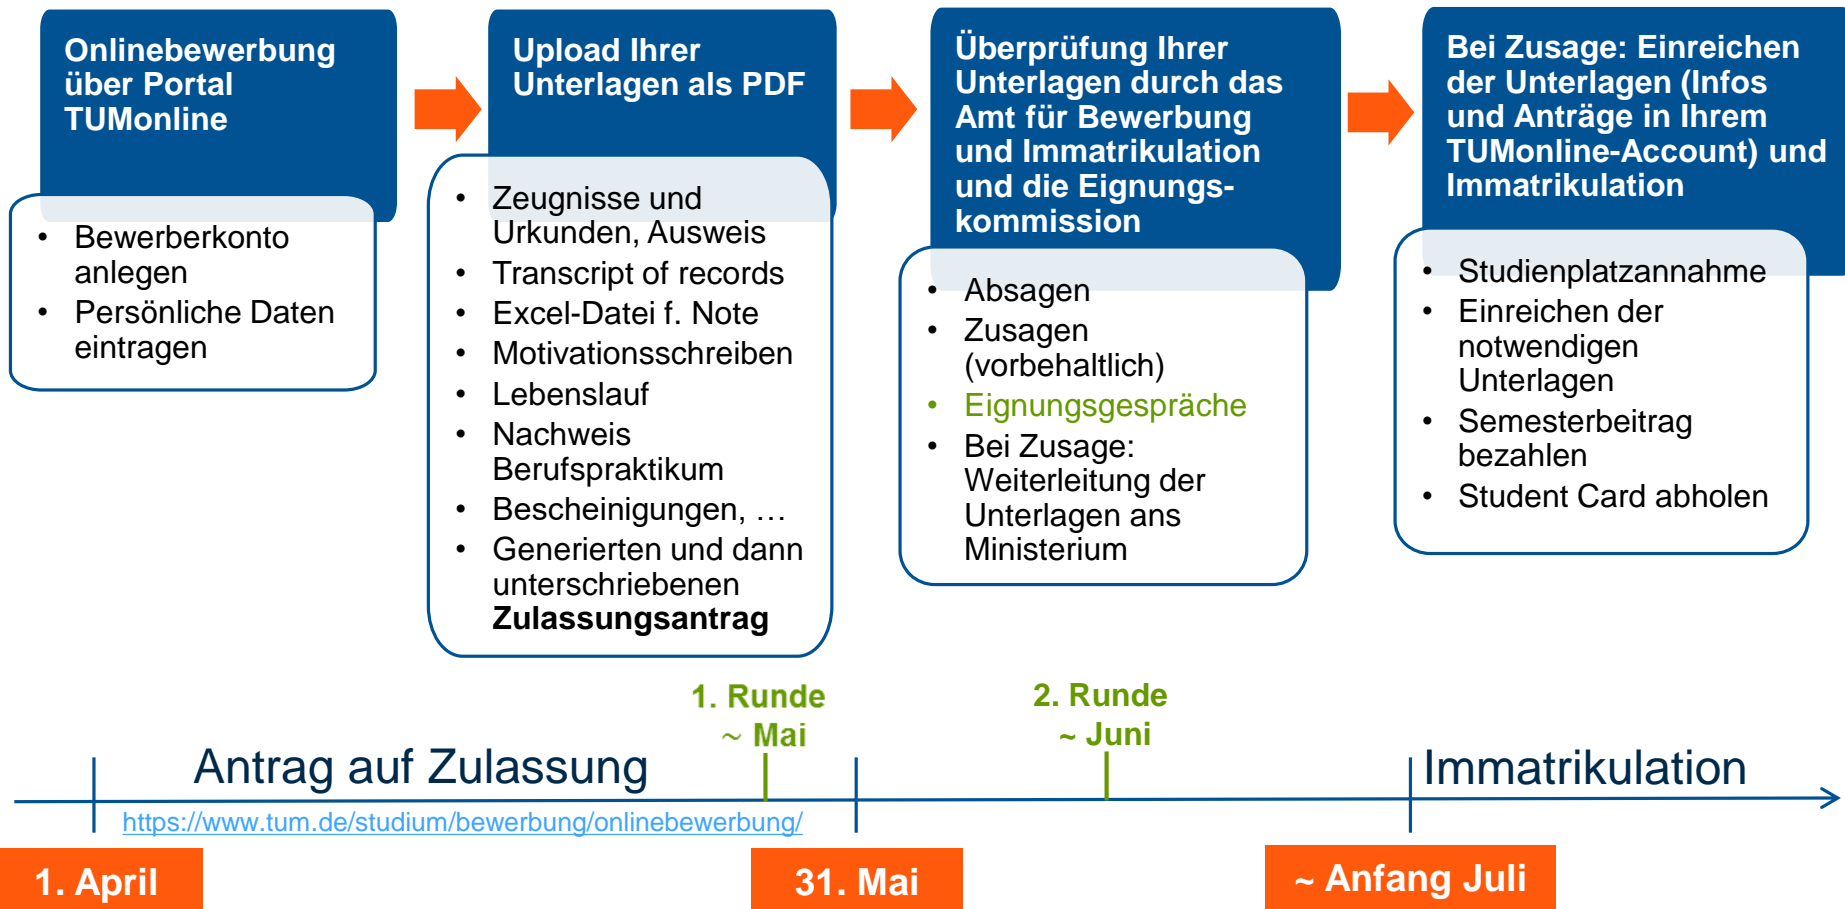 Onlinebewerbung
über Portal
TUMonline
• Bewerberkonto
anlegen
• Persönliche Daten
eintragen
Upload Ihrer
Unterlagen als PDF
• Zeugnisse und
Urkunden, Ausweis
• Transcript of records
• Excel-Datei f. Note
• Motivationsschreiben
• Lebenslauf
• Nachweis
Berufspraktikum
• Bescheinigungen, …
• Generierten und dann
unterschriebenen
Zulassungsantrag
Überprüfung Ihrer
Unterlagen durch das
Amt für Bewerbung
und Immatrikulation
und die Eignungs-
kommission
• Absagen
• Zusagen
(vorbehaltlich)
• Eignungsgespräche
• Bei Zusage:
Weiterleitung der
Unterlagen ans
Ministerium
Bei Zusage: Einreichen
der Unterlagen (Infos
und Anträge in Ihrem
TUMonline-Account) und
Immatrikulation
• Studienplatzannahme
• Einreichen der
notwendigen
Unterlagen
• Semesterbeitrag
bezahlen
• Student Card abholen
1. Runde
~ Mai
2. Runde
~ Juni
Antrag auf Zulassung
Immatrikulation
https://www.tum.de/studium/bewerbung/onlinebewerbung/
1. April
31. Mai
~ Anfang Juli